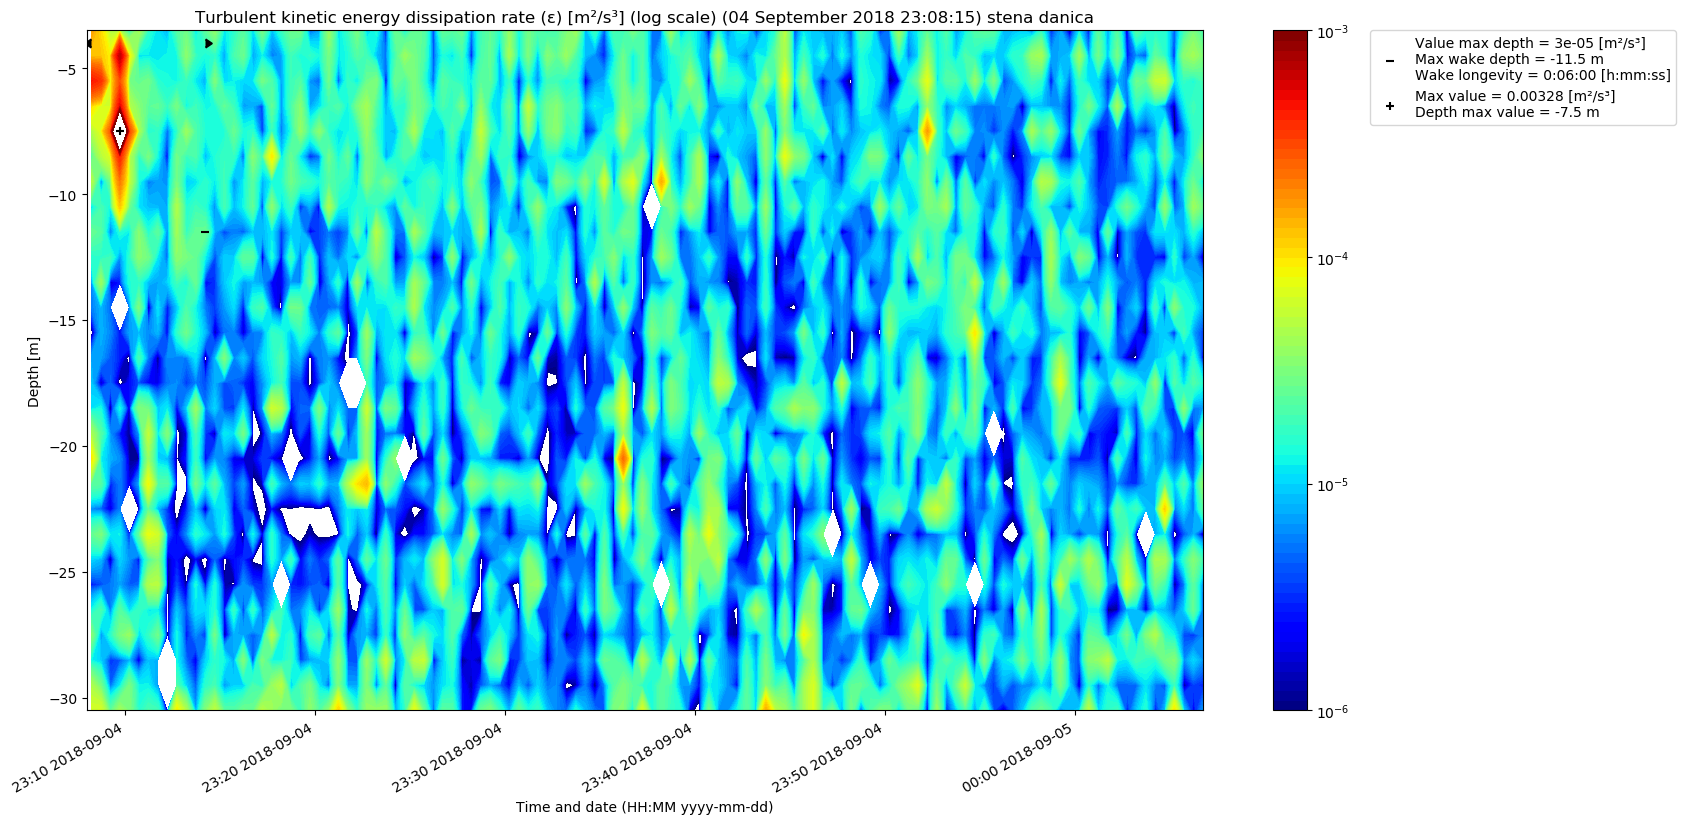 Turbulent kinetic energy dissipation rate (ε) [m²/s³] (log scale) (04 September 2018 23:08:15) stena danica
Depth [m]
−5
−10
−15
−20
−25
−30
23:10 2018-09-04
23:20 2018-09-04
23:30 2018-09-04
23:40 2018-09-04
23:50 2018-09-04
00:00 2018-09-05
Time and date (HH:MM yyyy-mm-dd)
10⁻³
10⁻⁴
10⁻⁵
10⁻⁶
Value max depth = 3e-05 [m²/s³]
Max wake depth = -11.5 m
Wake longevity = 0:06:00 [h:mm:ss]
Max value = 0.00328 [m²/s³]
Depth max value = -7.5 m